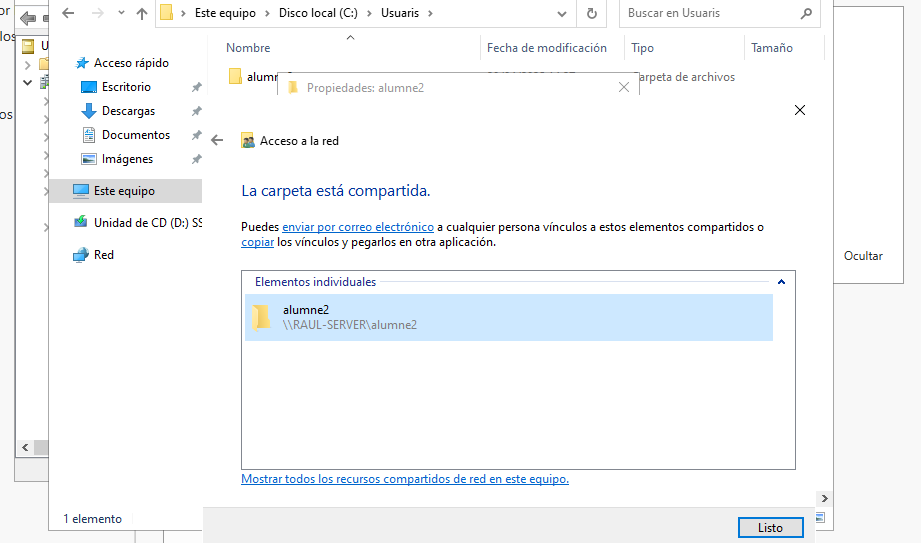 Este equipo > Disco local (C:) > Usuaris >
Buscar en Usuaris
Nombre
Fecha de modificación
Tipo
Tamaño
Acceso rápido
Escritorio
Descargas
Documentos
Imágenes
Este equipo
Unidad de CD (D:) SS
Red
Carpeta de archivos
Propiedades: alumne2
Acceso a la red
La carpeta está compartida.
Puedes enviar por correo electrónico a cualquier persona vínculos a estos elementos compartidos o
copiar los vínculos y pegarlos en otra aplicación.
Elementos individuales
alumne2
\\RAUL-SERVER\alumne2
Mostrar todos los recursos compartidos de red en este equipo.
Listo
1 elemento
Ocultar